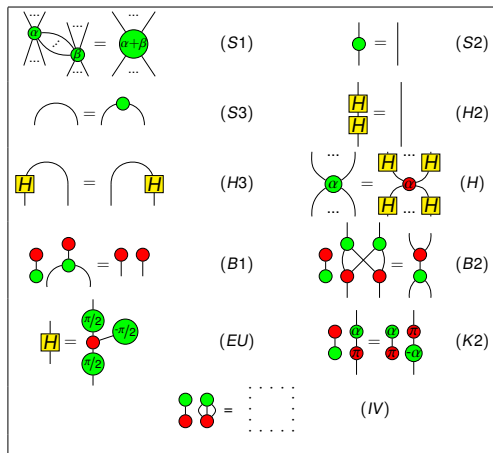 ... ...
α ... β = α+β (S1)
... ...
= (S2)
= (S3)
H H = (H2)
H = H (H3)
... α ... = H ... H α H ... H (H)
= (B1)
= (B2)
H = π/2 -π/2 π/2 (EU)
α π = α π π -α (K2)
= (IV)